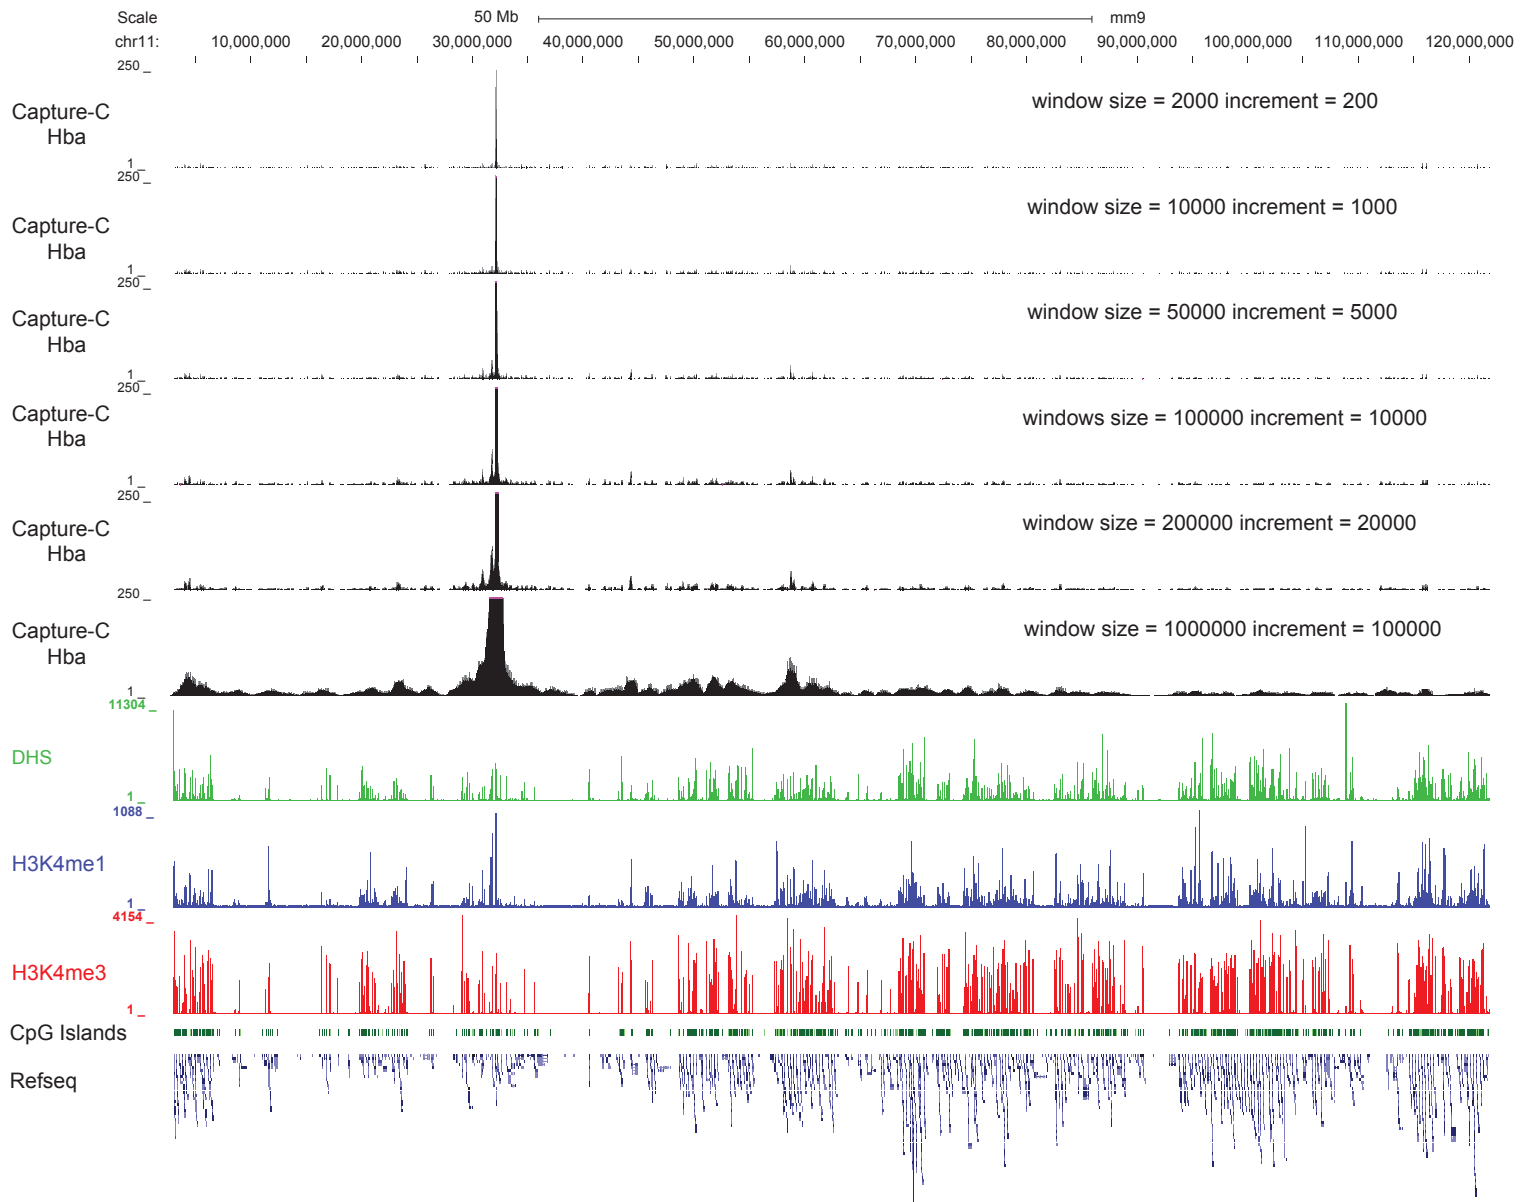 Scale 50 Mb mm9
chr11: 10,000,000 20,000,000 30,000,000 40,000,000 50,000,000 60,000,000 70,000,000 80,000,000 90,000,000 100,000,000 110,000,000 120,000,000
250 _
Capture-C
Hba
window size = 2000 increment = 200
1 _
250 _
Capture-C
Hba
window size = 10000 increment = 1000
1 _
250 _
Capture-C
Hba
window size = 50000 increment = 5000
1 _
250 _
Capture-C
Hba
windows size = 100000 increment = 10000
1 _
250 _
Capture-C
Hba
window size = 200000 increment = 20000
250 _
Capture-C
Hba
window size = 1000000 increment = 100000
1 _
11304 _
DHS
1 _
1088 _
H3K4me1
1 _
4154 _
H3K4me3
1 _
CpG Islands
Refseq